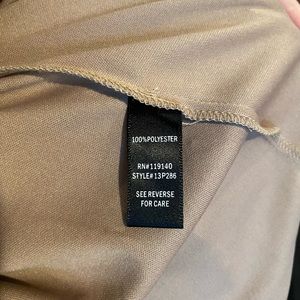 100%POLYESTER
RN#119140
STYLE#13P286
SEE REVERSE
FOR CARE